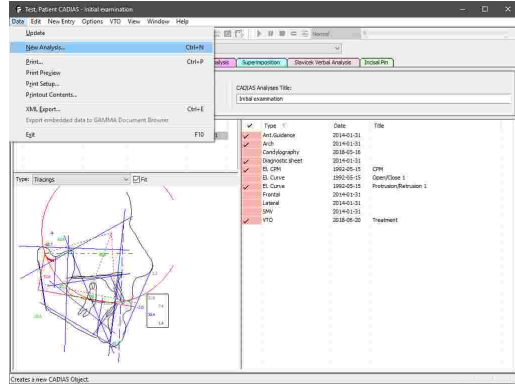 Test, Patient CADIAS - Initial examination
Data Edit New Entry Options VTO View Window Help
Update
New Analysis... Ctrl+N
Print... Ctrl+P
Print Preview
Print Setup...
Printout Contents...
XML Export... Ctrl+E
Export embedded data to GAMMA Document Browser
Exit F10
Normal
Superimposition Slavicek Verbal Analysis Incisal Pin
CADIAS Analyses Title:
Initial examination
Type Date Title
Ant.Guidance 2014-01-31
Arch 2014-01-31
Condylography 2018-05-16
Diagnostic sheet 2014-01-31
El. CPM 1992-05-15 CPM
El. Curve 1992-05-15 Open/Close 1
El. Curve 1992-05-15 Protrusion/Retrusion 1
Frontal 2014-01-31
Lateral 2014-01-31
SMV 2014-01-31
VTO 2018-05-20 Treatment
Type: Tracings Fit
Creates a new CADIAS Object.